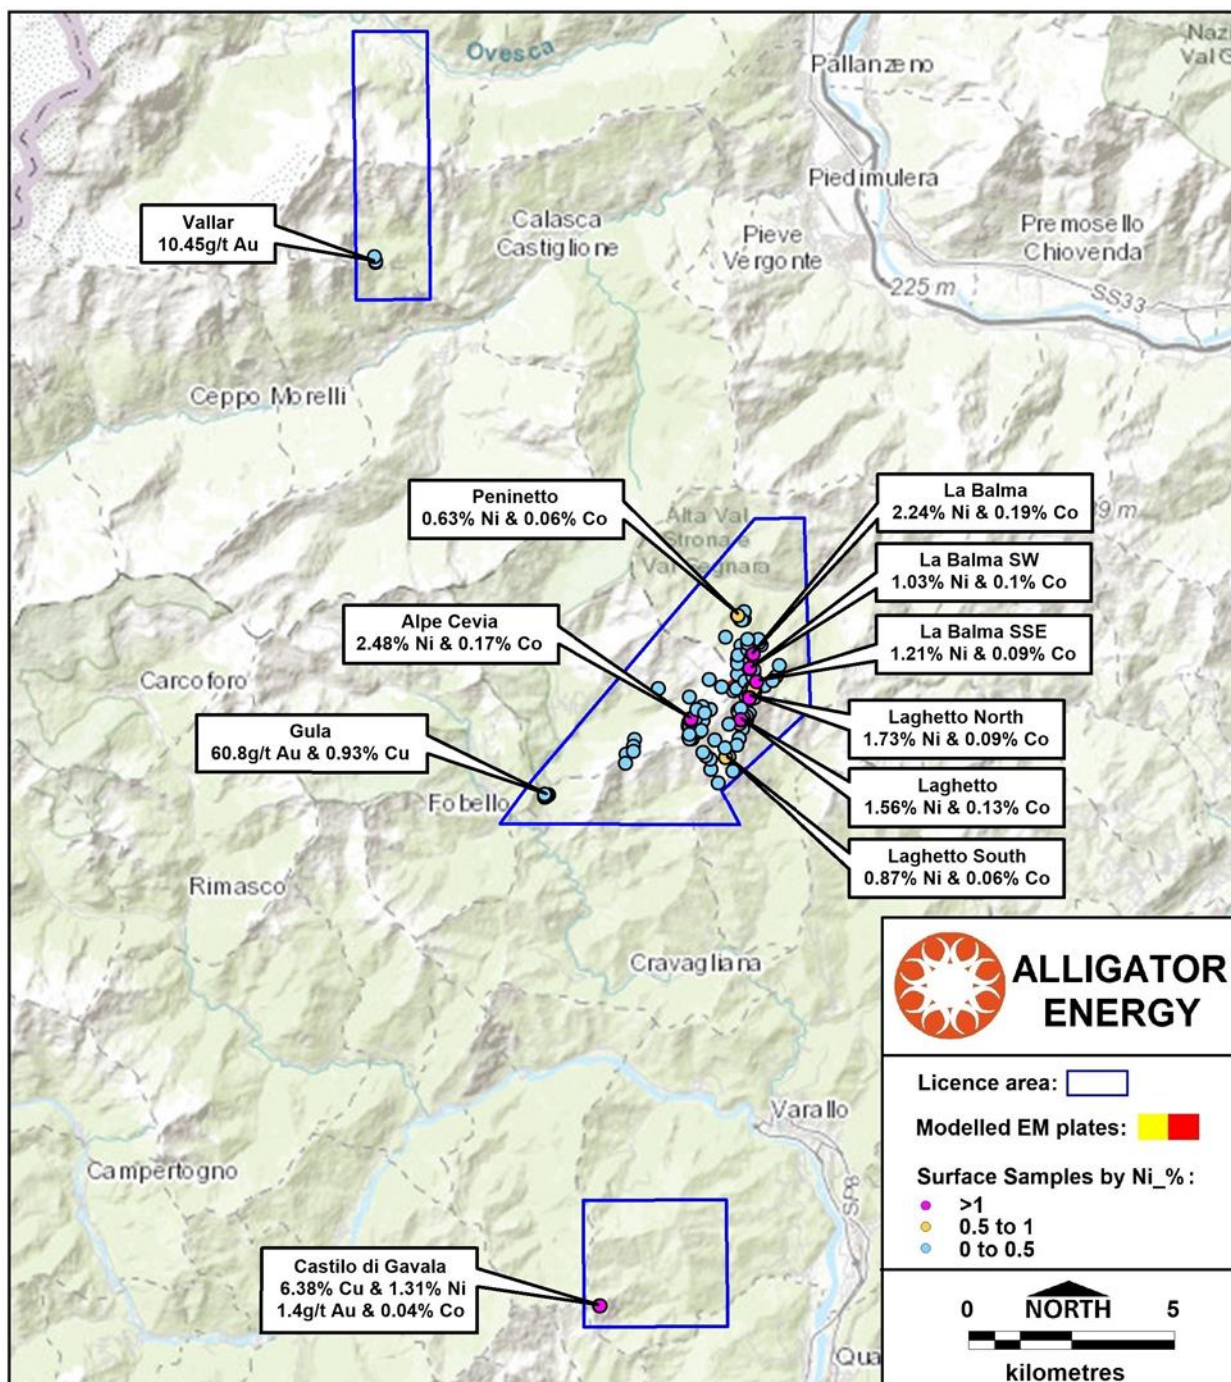 Ovesca
Pallanzeno
Piedimulera
Calasca
Castiglione
Pieve
Vergonte
Premosello
Chiovenda
225 m
SS33
Vallar
10.45g/t Au
Ceppo Morelli
Peninetto
0.63% Ni & 0.06% Co
Alta Val
Strona e
La Balma
2.24% Ni & 0.19% Co
La Balma SW
1.03% Ni & 0.1% Co
Alpe Cevia
2.48% Ni & 0.17% Co
La Balma SSE
1.21% Ni & 0.09% Co
Carcoforo
Gula
60.8g/t Au & 0.93% Cu
Laghetto North
1.73% Ni & 0.09% Co
Fobello
Laghetto
1.56% Ni & 0.13% Co
Laghetto South
0.87% Ni & 0.06% Co
Rimasco
Cravagliana
Varallo
SP8
Campertogno
Castilo di Gavala
6.38% Cu & 1.31% Ni
1.4g/t Au & 0.04% Co
Qua
ALLIGATOR
ENERGY
Licence area:
Modelled EM plates:
Surface Samples by Ni_% :
>1
0.5 to 1
0 to 0.5
0 NORTH 5
kilometres